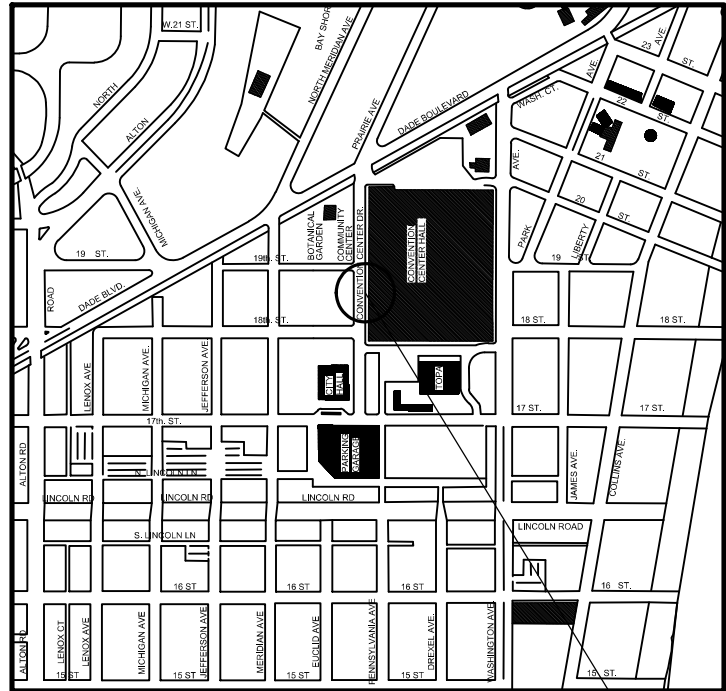 W.21 ST.
BAY SHOR
NORTH MERIDIAN AVE
AVE.
23
ST.
NORTH
ALTON
PRAIRIE AVE
DADE BOULEVARD
WASH. CT.
AVE.
22
ST
MICHIGAN AVE.
AVE.
21
ST
20
ST
PARK
LIBERTY
19 ST.
BOTANICAL
GARDEN
COMMUNITY
CENTER
CONVENTION CENTER DR.
CONVENTION
CENTER HALL
19th. ST.
19 ST.
ROAD
DADE BLVD.
18th. ST.
18 ST.
18 ST.
LENOX AVE
MICHIGAN AVE.
JEFFERSON AVE.
CITY
HALL
TOPA
17th. ST.
17 ST.
17 ST.
ALTON RD
N. LINCOLN LN.
PARKING
GARAGE
JAMES AVE.
COLLINS AVE.
LINCOLN RD
LINCOLN RD
LINCOLN RD
LINCOLN ROAD
S. LINCOLN LN
16 ST
16 ST
16 ST
16 ST.
ALTON RD
LENOX CT
LENOX AVE
MICHIGAN AVE
JEFFERSON AVE
MERIDIAN AVE
EUCLID AVE
PENNSYLVANIA AVE
DREXEL AVE.
WASHINGTON AVE
15 ST
15 ST
15 ST
15 ST.